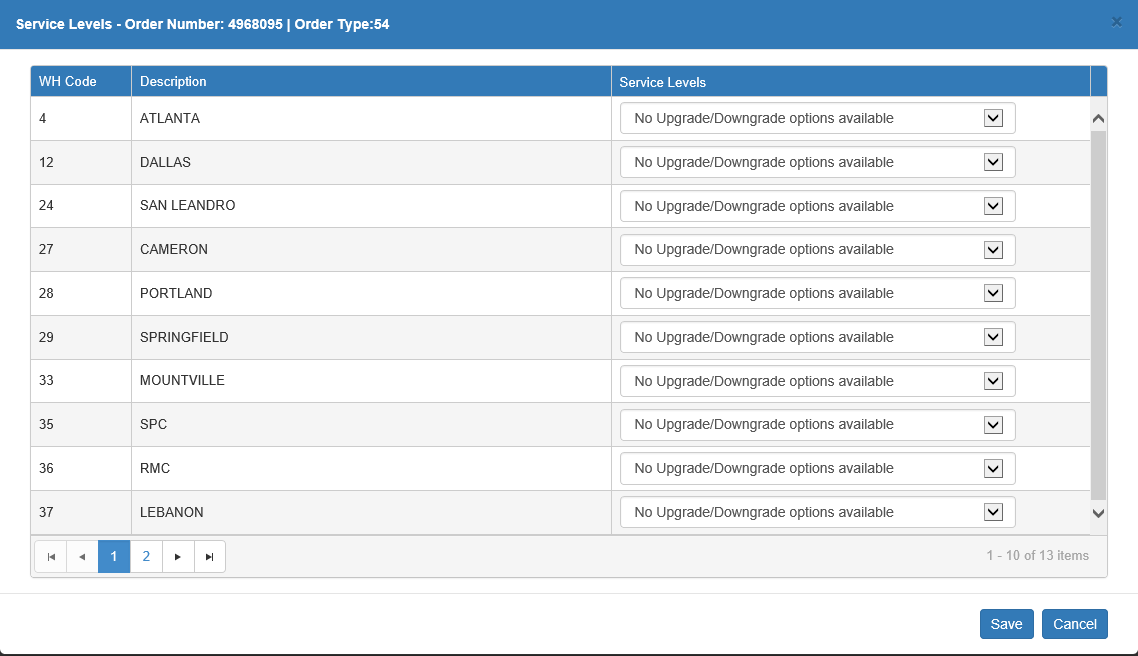 Service Levels - Order Number: 4968095 | Order Type:54
WH Code Description Service Levels
4 ATLANTA No Upgrade/Downgrade options available
12 DALLAS No Upgrade/Downgrade options available
24 SAN LEANDRO No Upgrade/Downgrade options available
27 CAMERON No Upgrade/Downgrade options available
28 PORTLAND No Upgrade/Downgrade options available
29 SPRINGFIELD No Upgrade/Downgrade options available
33 MOUNTVILLE No Upgrade/Downgrade options available
35 SPC No Upgrade/Downgrade options available
36 RMC No Upgrade/Downgrade options available
37 LEBANON No Upgrade/Downgrade options available
1 2 1 - 10 of 13 items
Save Cancel